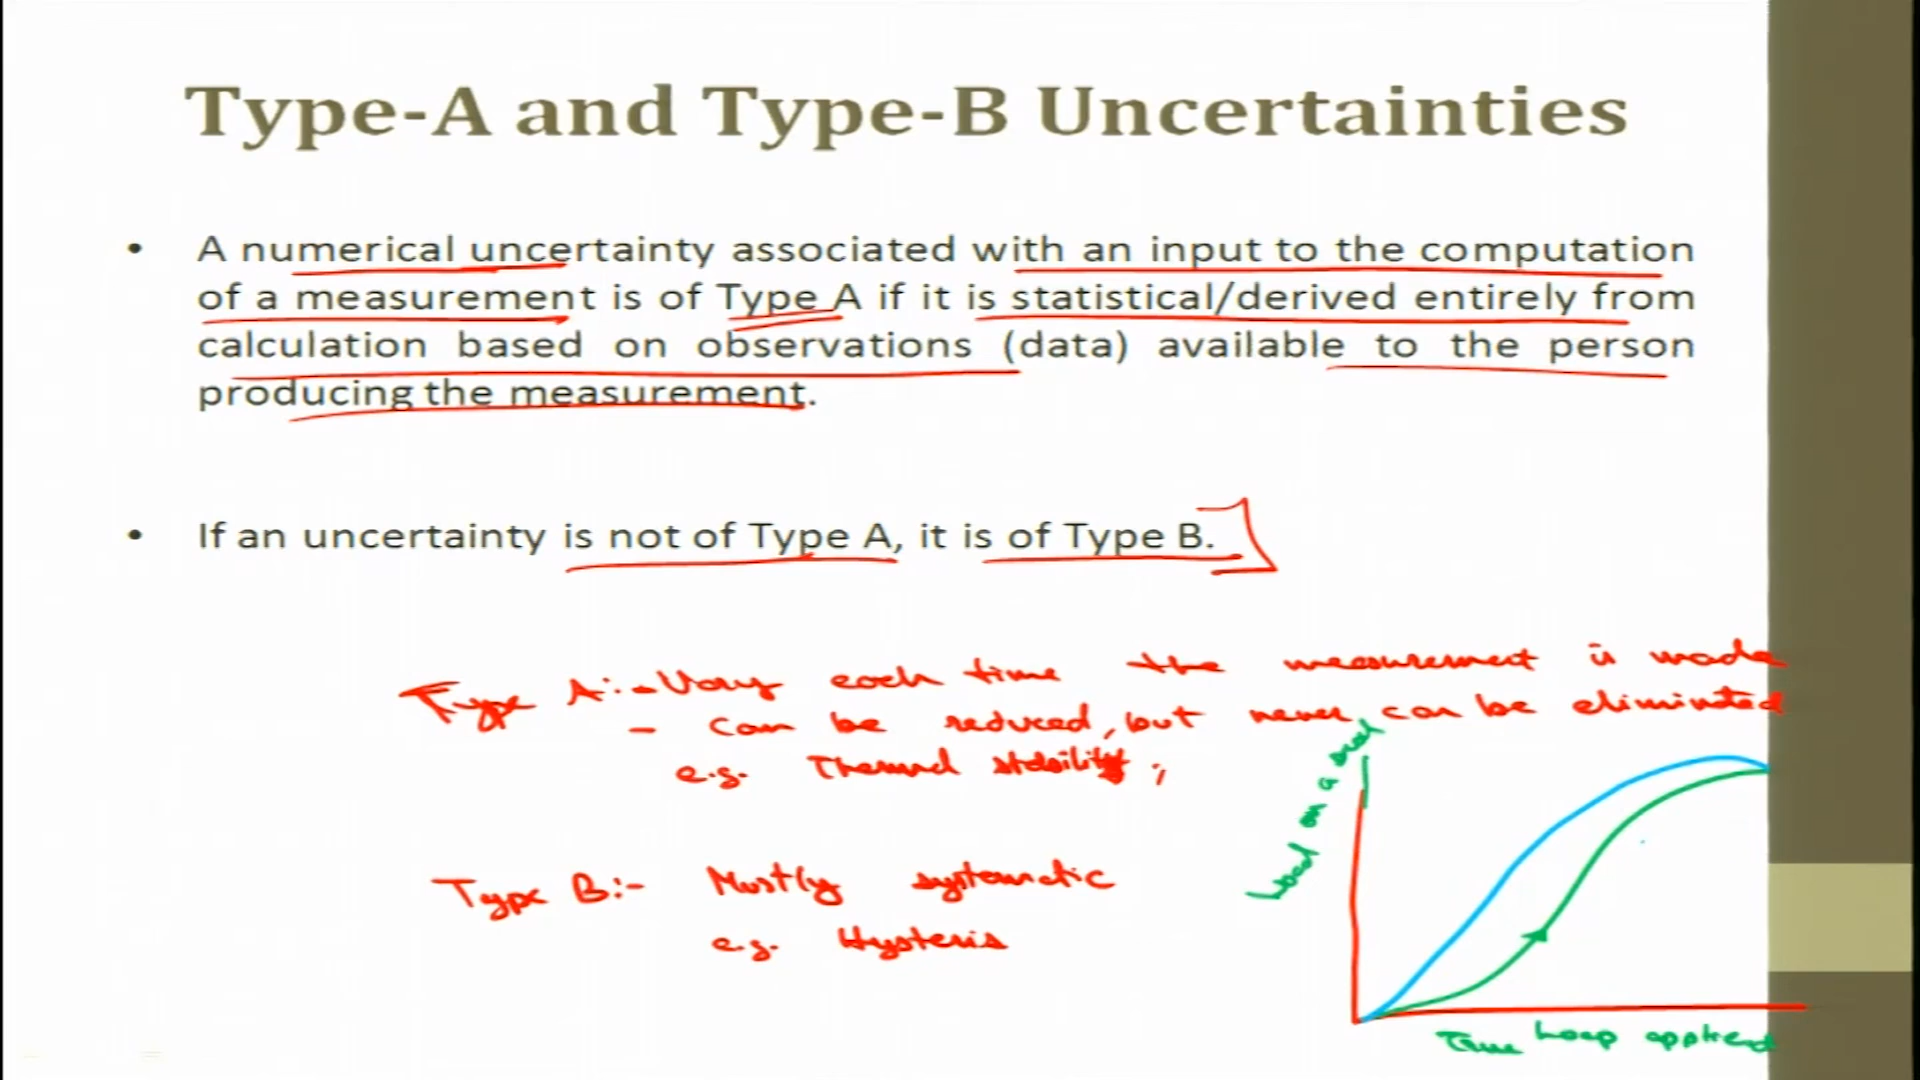 Type-A and Type-B Uncertainties
• A numerical uncertainty associated with an input to the computation
of a measurement is of Type A if it is statistical/derived entirely from
calculation based on observations (data) available to the person
producing the measurement.
• If an uncertainty is not of Type A, it is of Type B.
Type A:- - Vary each time the measurement is made
- can be reduced, but never can be eliminated
e.g. Thermal stability;
Type B:- Mostly systematic
e.g. Hysteris
Load on a
True applied